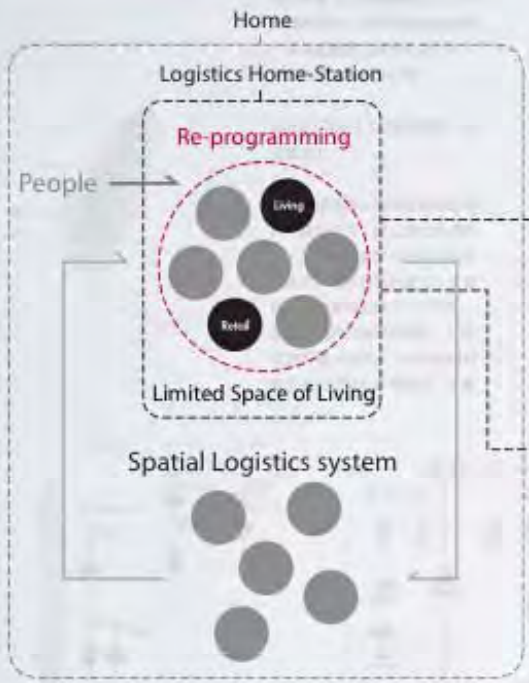 Home
Logistics Home-Station
Re-programming
People
Living
Retail
Limited Space of Living
Spatial Logistics system